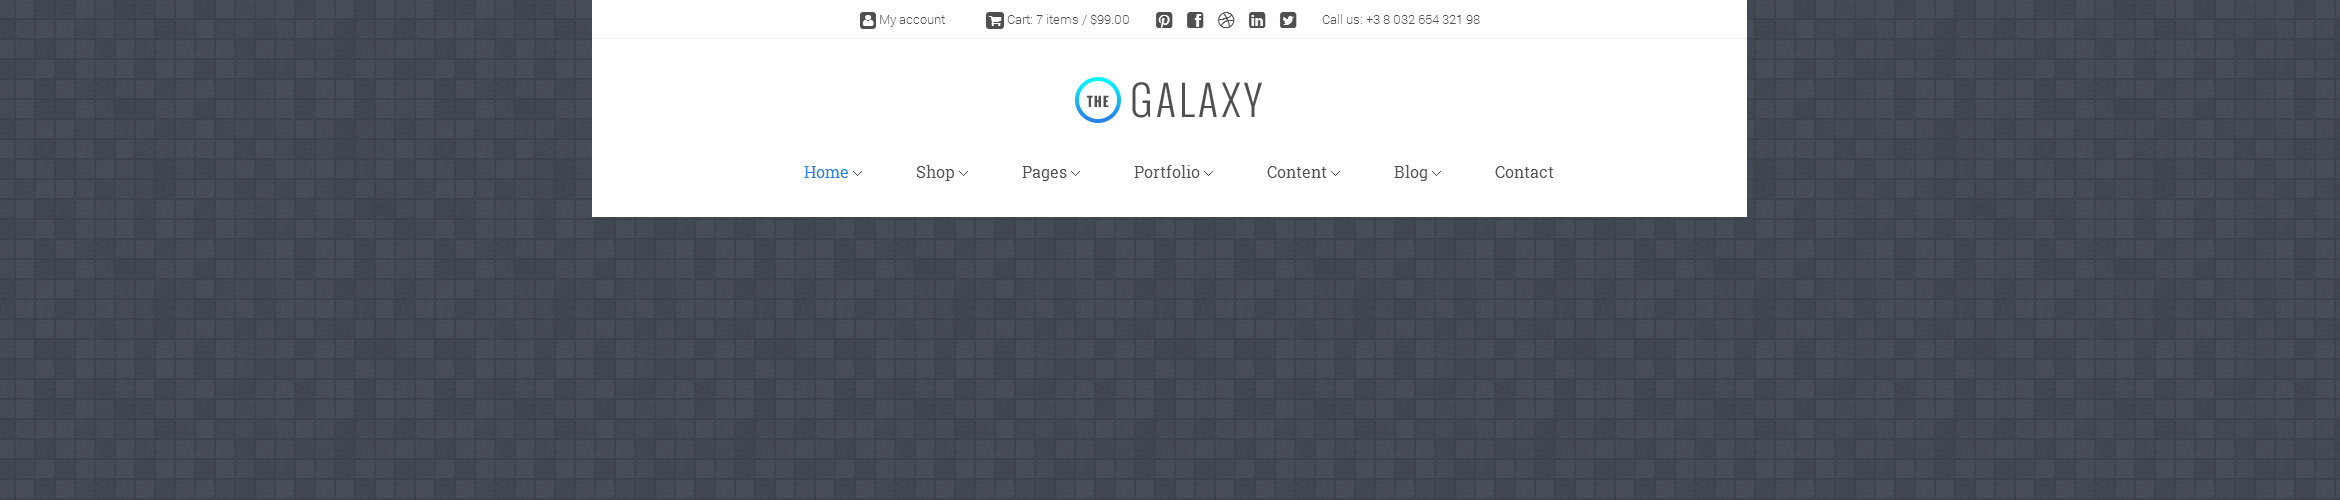 My account Cart: 7 items / $99.00 Call us: +3 8 032 654 321 98
THE GALAXY
Home Shop Pages Portfolio Content Blog Contact